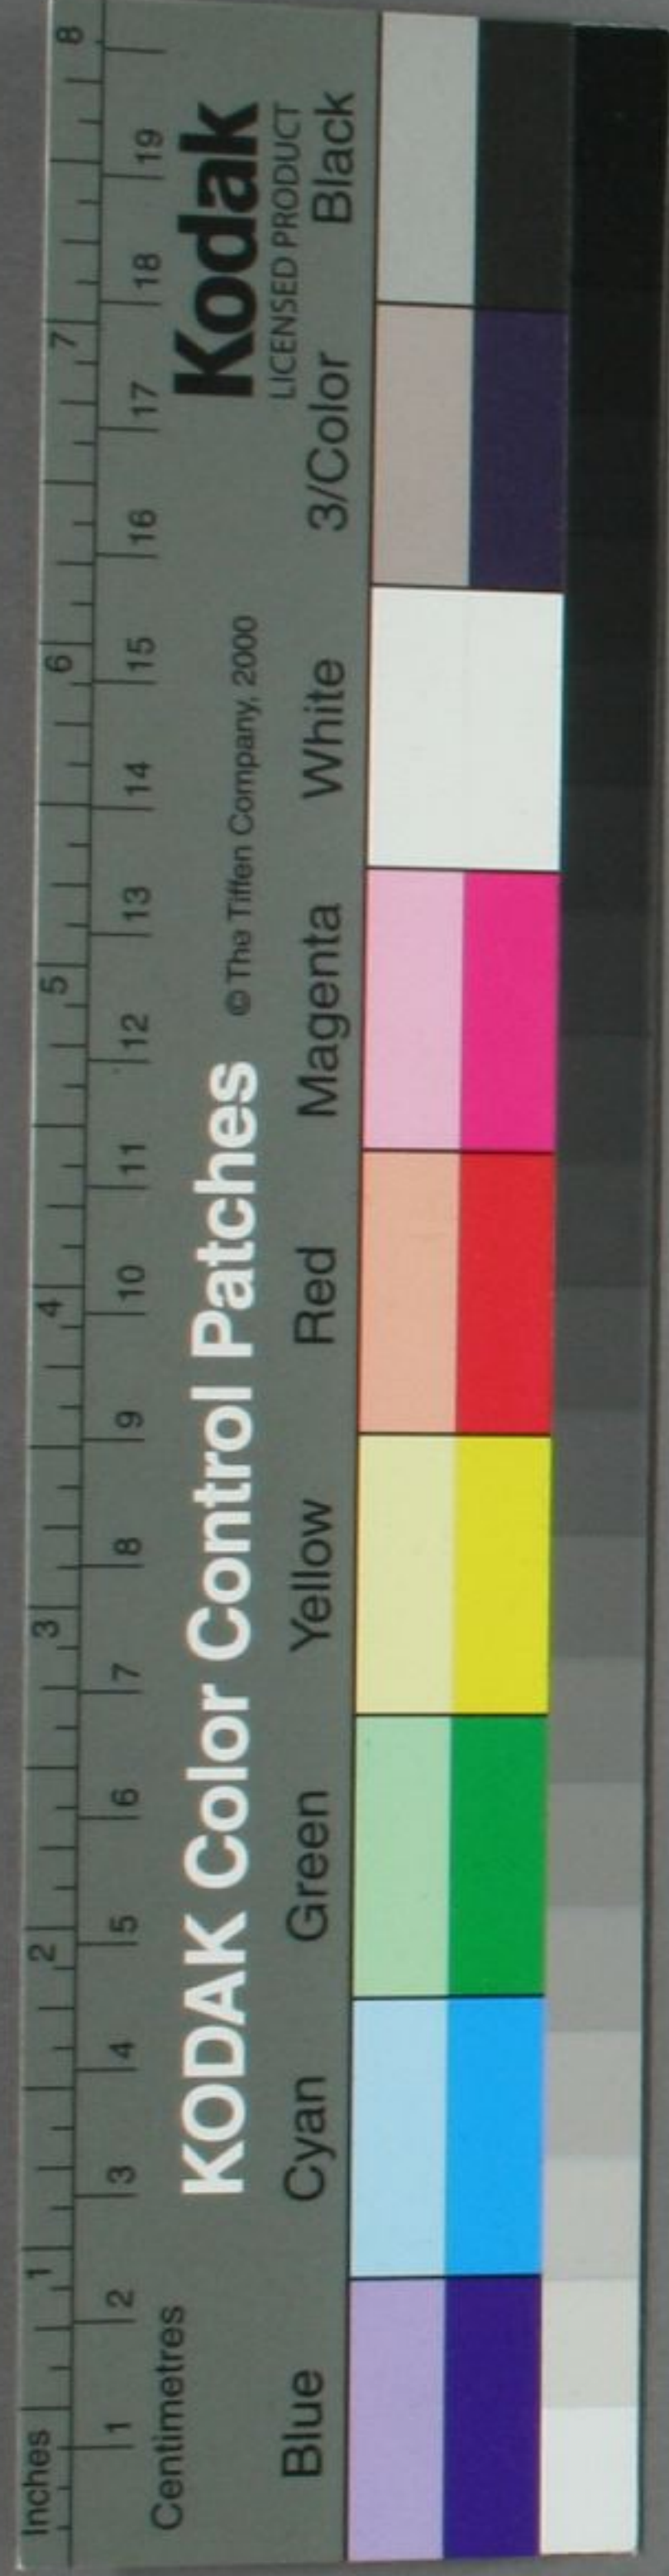 Inches 1 2 3 4 5 6 7 8
1 2 3 4 5 6 7 8 9 10 11 12 13 14 15 16 17 18 19
Centimetres
KODAK Color Control Patches © The Tiffen Company, 2000 Kodak
LICENSED PRODUCT
Blue Cyan Green Yellow Red Magenta White 3/Color Black